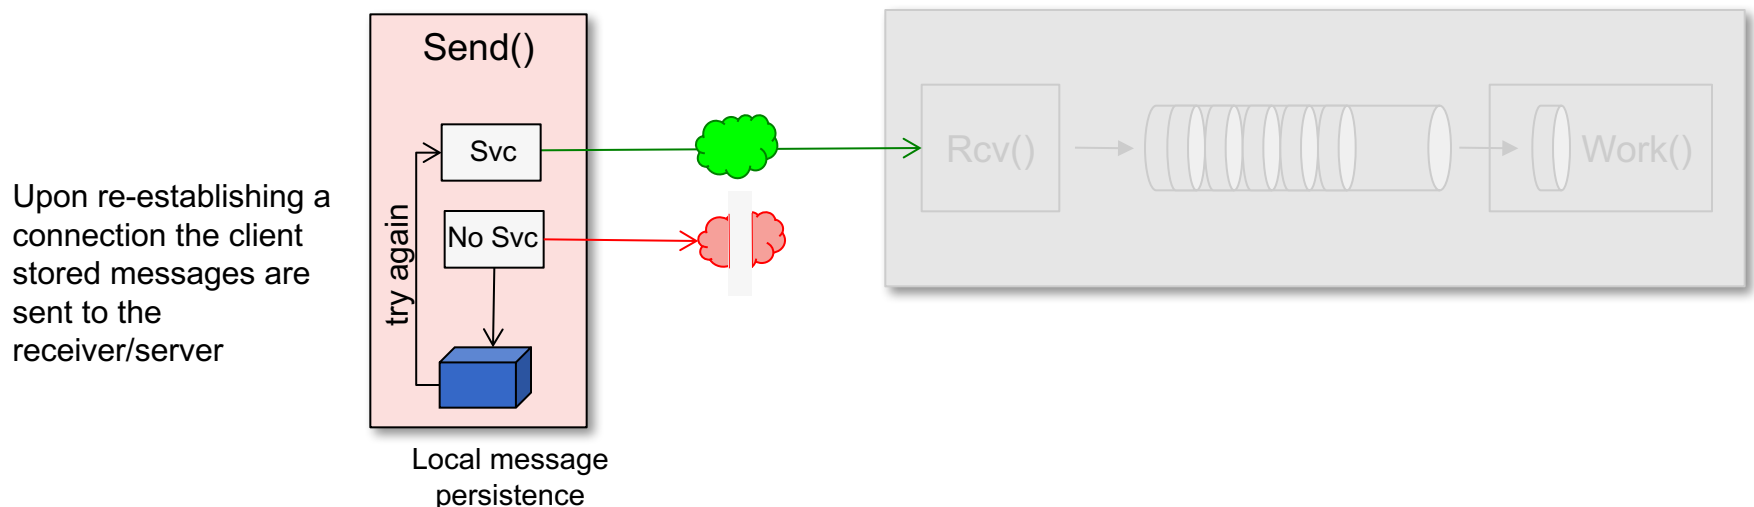 Upon re-establishing a
connection the client
stored messages are
sent to the
receiver/server
Send()
Svc
No Svc
try again
Local message
persistence
Rcv()
Work()